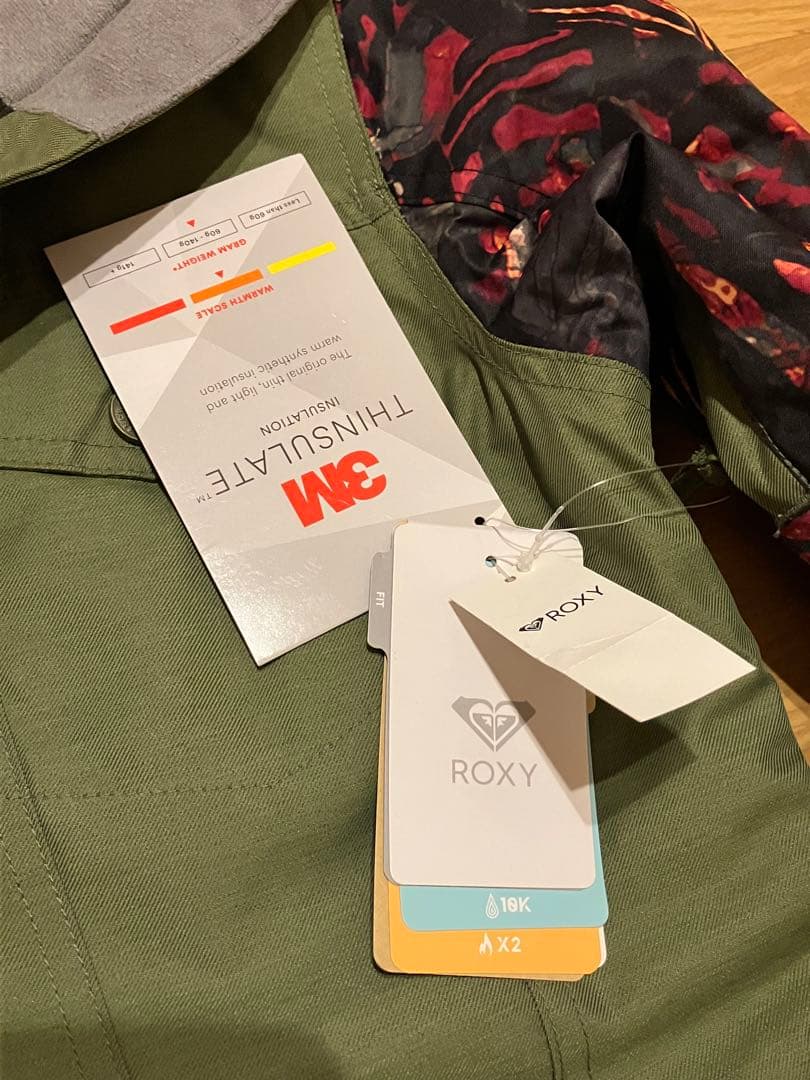 3M
THINSULATE™
INSULATION
The original thin, light and
warm synthetic insulation
WARMTH SCALE
GRAM WEIGHT*
Less than 60g
60g - 140g
141g +
FIT
ROXY
ROXY
10K
X2